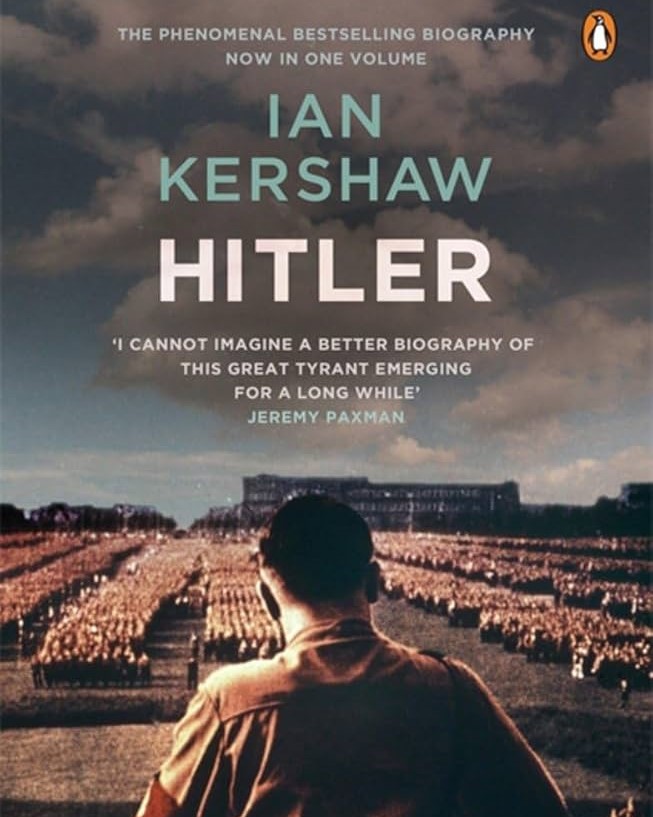 THE PHENOMENAL BESTSELLING BIOGRAPHY
NOW IN ONE VOLUME
IAN
KERSHAW
HITLER
‘I CANNOT IMAGINE A BETTER BIOGRAPHY OF
THIS GREAT TYRANT EMERGING
FOR A LONG WHILE’
JEREMY PAXMAN